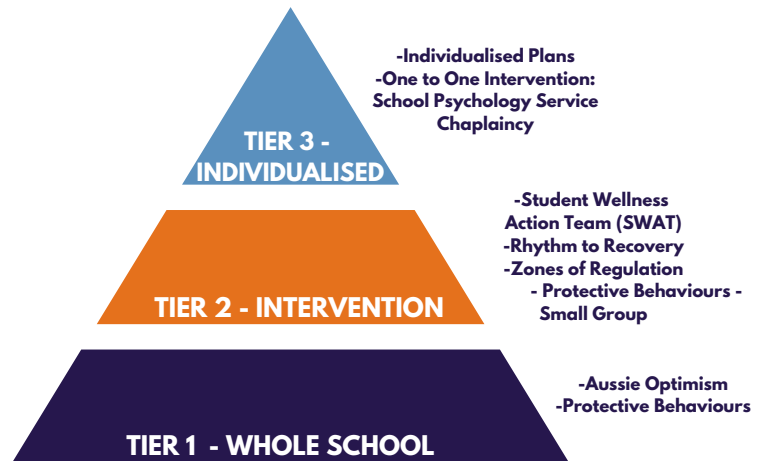 -Individualised Plans
-One to One Intervention:
School Psychology Service
Chaplaincy
TIER 3 -
INDIVIDUALISED
-Student Wellness
Action Team (SWAT)
-Rhythm to Recovery
-Zones of Regulation
- Protective Behaviours -
Small Group
TIER 2 - INTERVENTION
-Aussie Optimism
-Protective Behaviours
TIER 1 - WHOLE SCHOOL